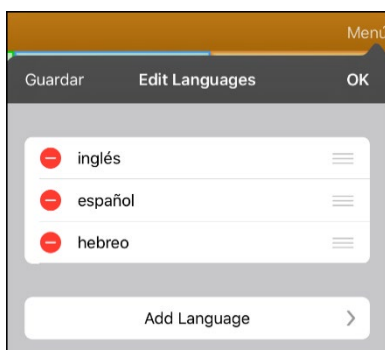 Menú
Guardar Edit Languages OK
inglés
español
hebreo
Add Language